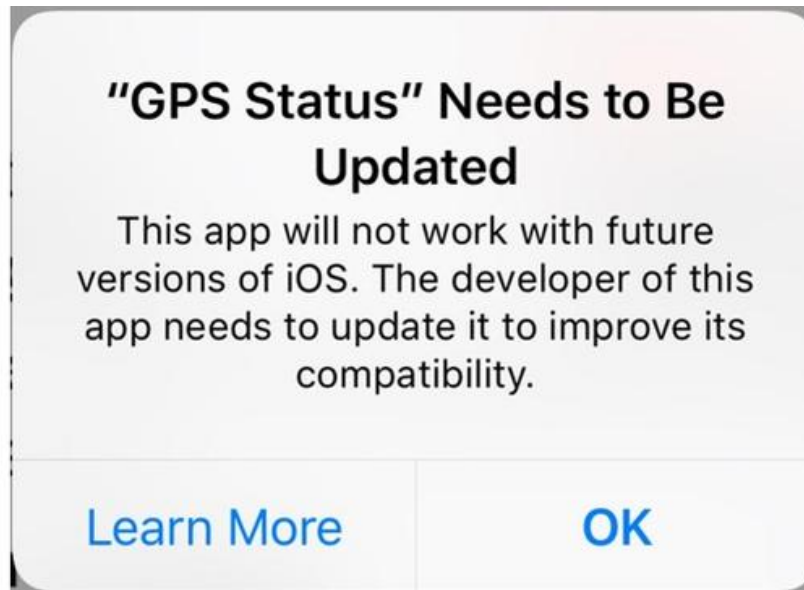 “GPS Status” Needs to Be
Updated
This app will not work with future
versions of iOS. The developer of this
app needs to update it to improve its
compatibility.
Learn More
OK